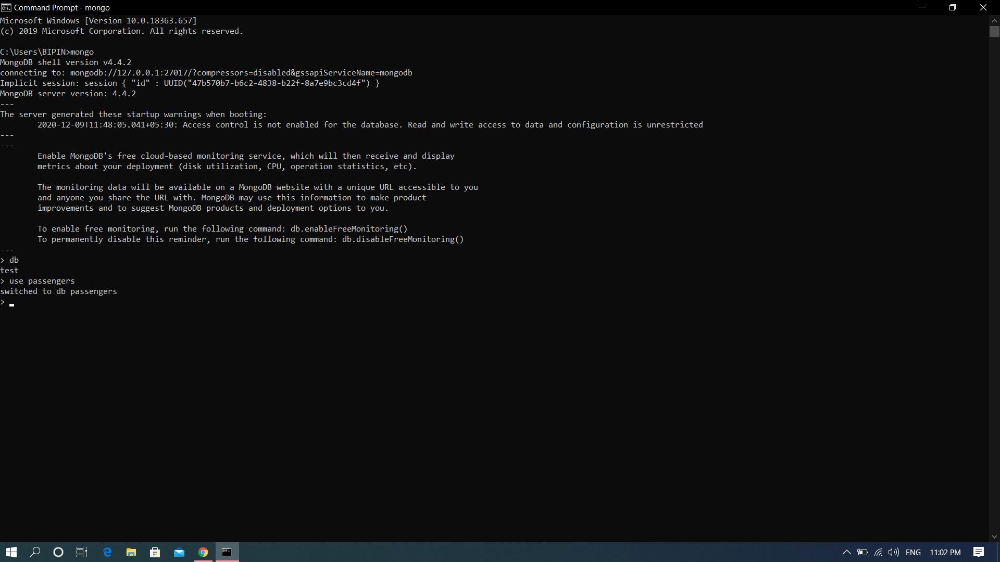 Command Prompt - mongo
Microsoft Windows [Version 10.0.18363.657]
(c) 2019 Microsoft Corporation. All rights reserved.
C:\Users\BIPIN>mongo
MongoDB shell version v4.4.2
connecting to: mongodb://127.0.0.1:27017/?compressors=disabled&gssapiServiceName=mongodb
Implicit session: session { "id" : UUID("47b570b7-b6c2-4838-b22f-8a7e9bc3cd4f") }
MongoDB server version: 4.4.2
---
The server generated these startup warnings when booting:
2020-12-09T11:48:05.041+05:30: Access control is not enabled for the database. Read and write access to data and configuration is unrestricted
---
---
Enable MongoDB's free cloud-based monitoring service, which will then receive and display
metrics about your deployment (disk utilization, CPU, operation statistics, etc).
The monitoring data will be available on a MongoDB website with a unique URL accessible to you
and anyone you share the URL with. MongoDB may use this information to make product
improvements and to suggest MongoDB products and deployment options to you.
To enable free monitoring, run the following command: db.enableFreeMonitoring()
To permanently disable this reminder, run the following command: db.disableFreeMonitoring()
---
> db
test
> use passengers
switched to db passengers
>
ENG
11:02 PM